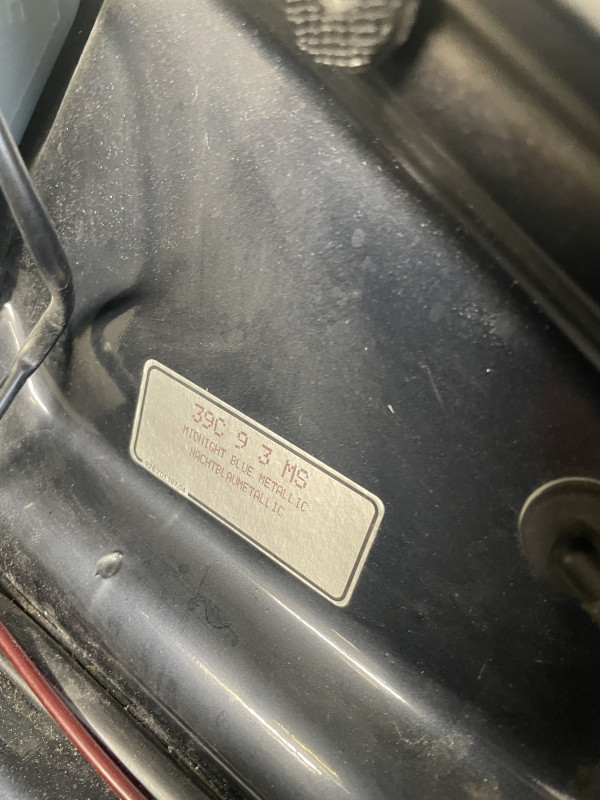 39C 9 3 MS
MIDNIGHT BLUE METALLIC
NACHTBLAUMETALLIC